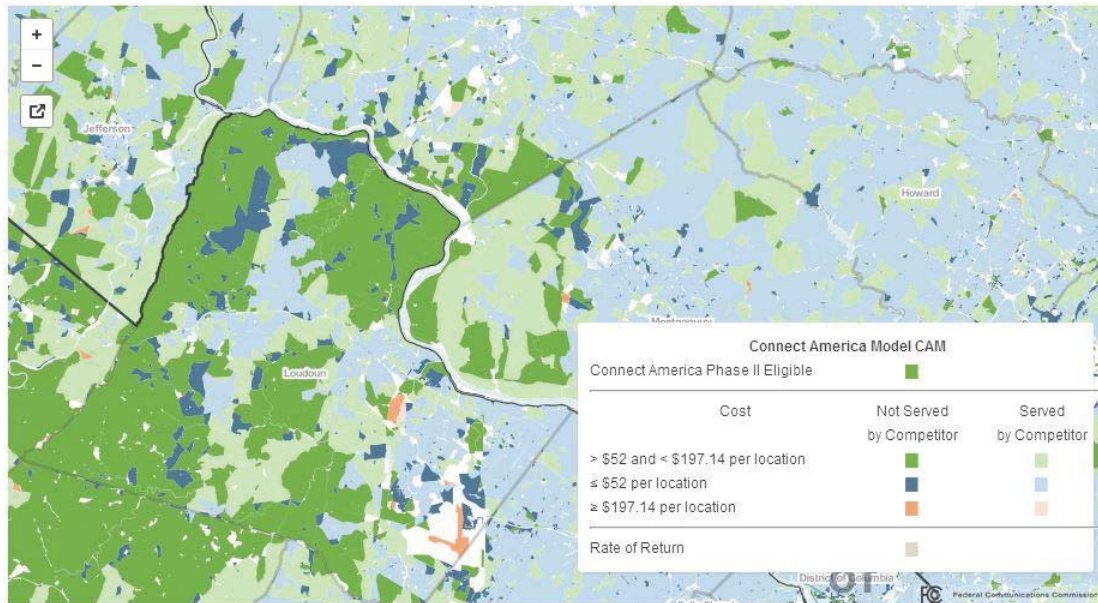 +
−
Jefferson
Howard
Loudoun
Connect America Model CAM
Connect America Phase II Eligible
Cost
Not Served
by Competitor
Served
by Competitor
> $52 and < $197.14 per location
≤ $52 per location
≥ $197.14 per location
Rate of Return
District of Columbia
FCC Federal Communications Commission